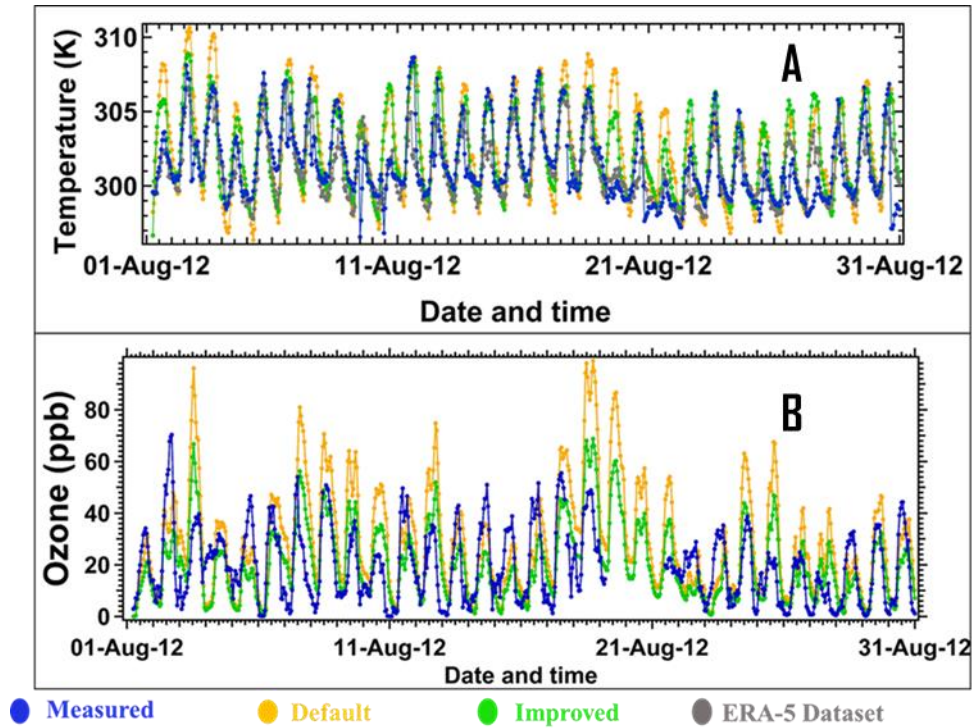 310
A
305
300
Temperature (K)
01-Aug-12 11-Aug-12 21-Aug-12 31-Aug-12
Date and time
80
B
60
40
20
0
Ozone (ppb)
01-Aug-12 11-Aug-12 21-Aug-12 31-Aug-12
Date and time
Measured Default Improved ERA-5 Dataset